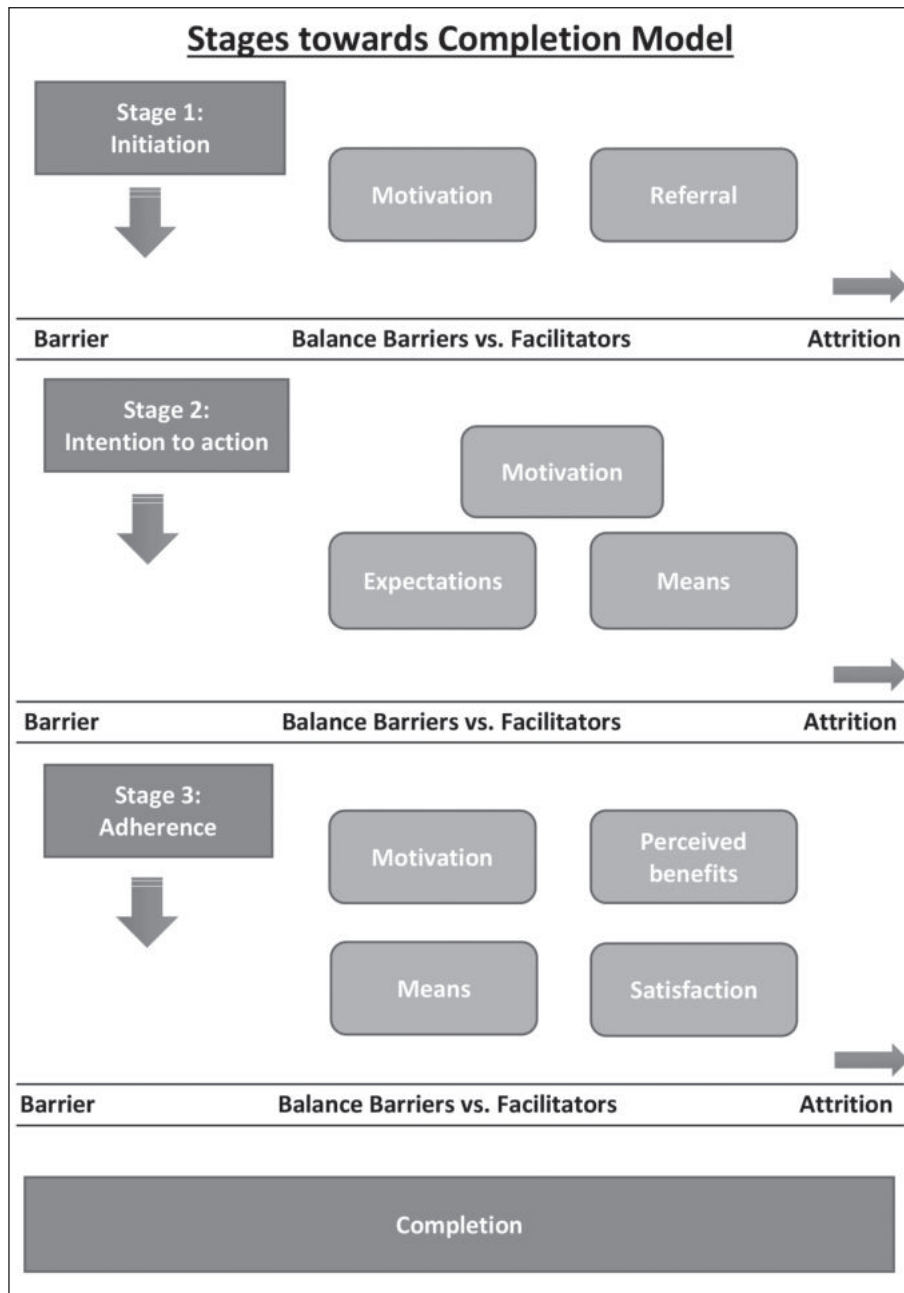 Stages towards Completion Model
Stage 1:
Initiation
Motivation
Referral
Barrier
Balance Barriers vs. Facilitators
Attrition
Stage 2:
Intention to action
Motivation
Expectations
Means
Barrier
Balance Barriers vs. Facilitators
Attrition
Stage 3:
Adherence
Motivation
Perceived
benefits
Means
Satisfaction
Barrier
Balance Barriers vs. Facilitators
Attrition
Completion